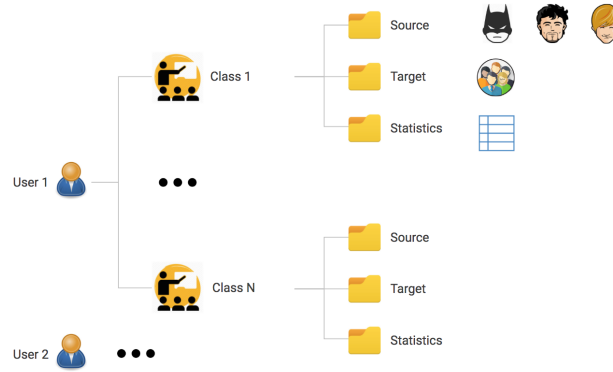 Source
Class 1
Target
Statistics
User 1
Source
Class N
Target
Statistics
User 2